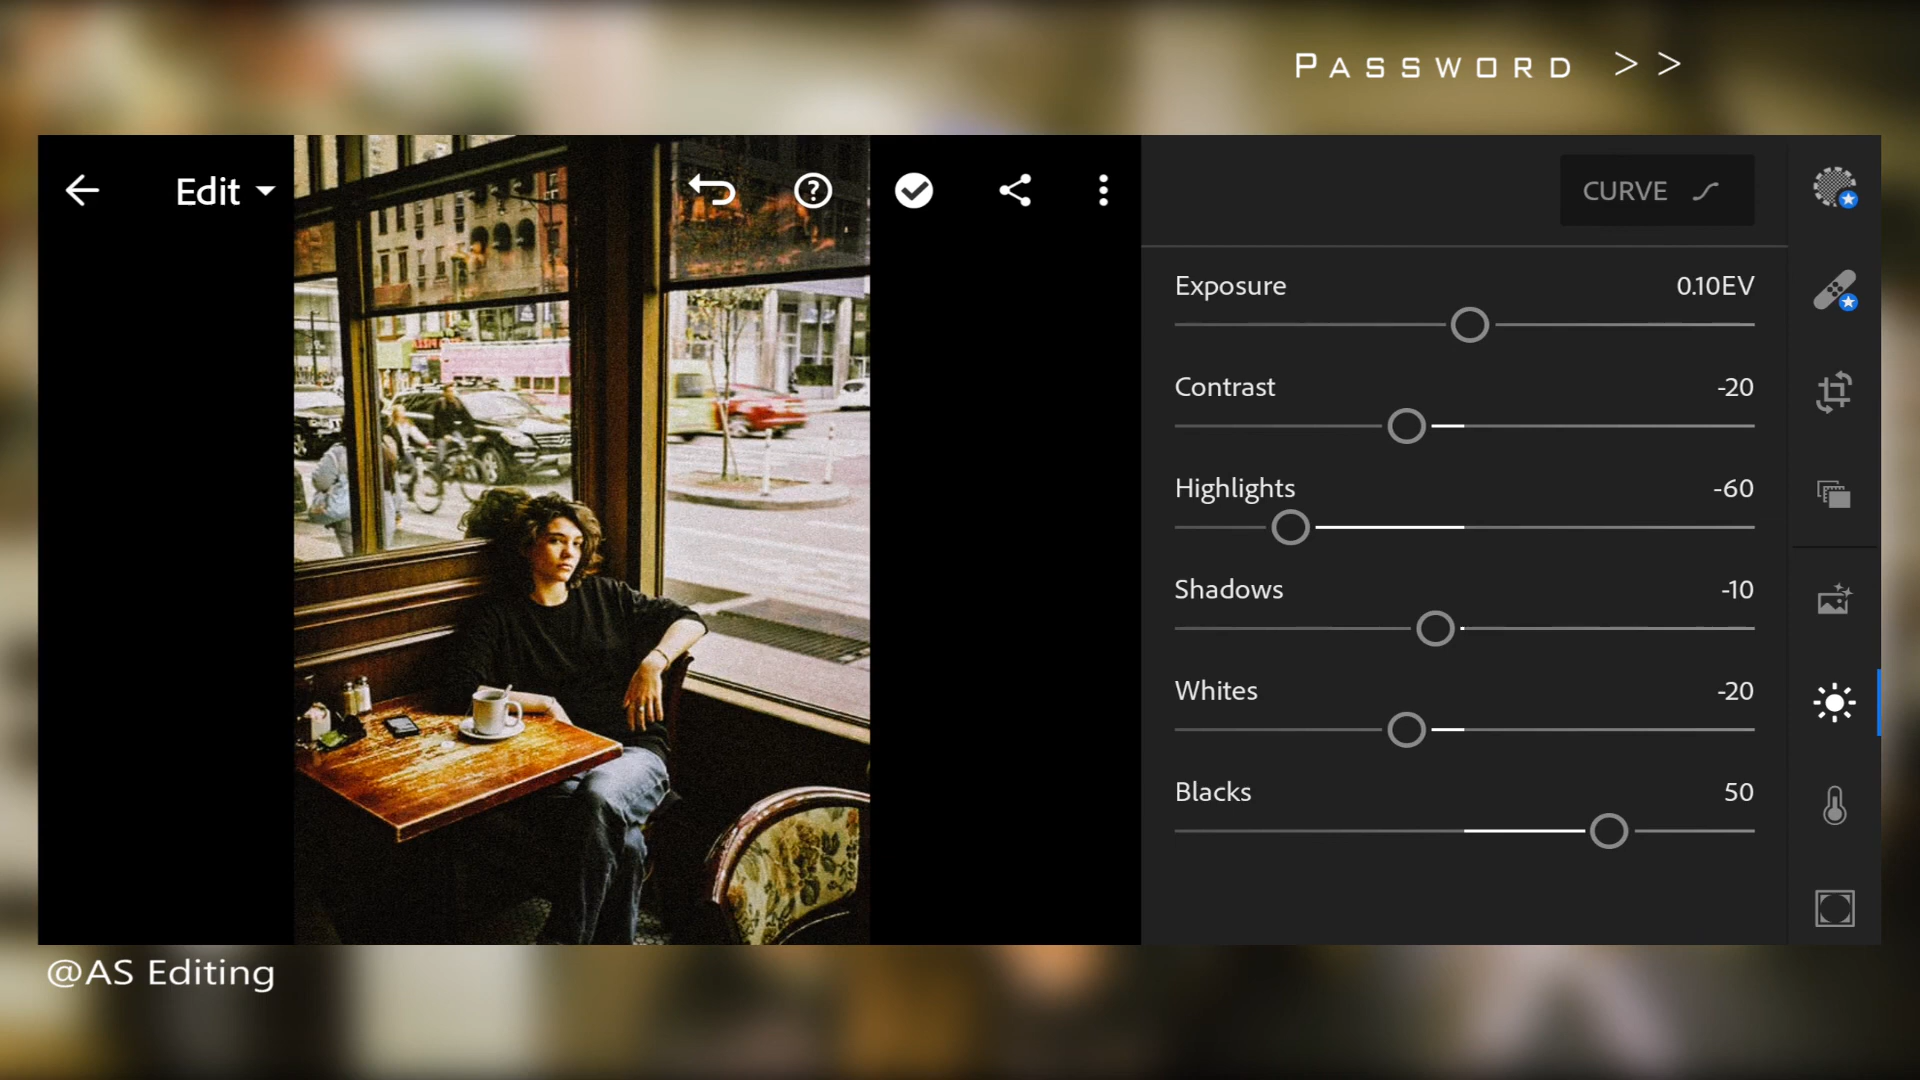 PASSWORD >>
Edit
CURVE
Exposure 0.10EV
Contrast -20
Highlights -60
Shadows -10
Whites -20
Blacks 50
@AS Editing